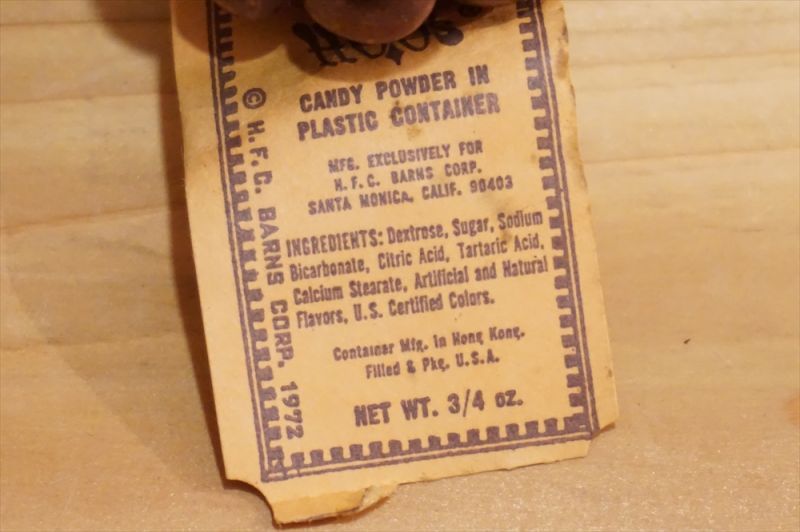 CANDY POWDER IN
PLASTIC CONTAINER
MFG. EXCLUSIVELY FOR
H.F.C. BARNS CORP.
SANTA MONICA, CALIF. 90403
INGREDIENTS: Dextrose, Sugar, Sodium
Bicarbonate, Citric Acid, Tartaric Acid,
Calcium Stearate, Artificial and Natural
Flavors, U.S. Certified Colors.
Container Mfg. in Hong Kong.
Filled & Pkg. U.S.A.
NET WT. 3/4 oz.
© H.F.C. BARNS CORP. 1972